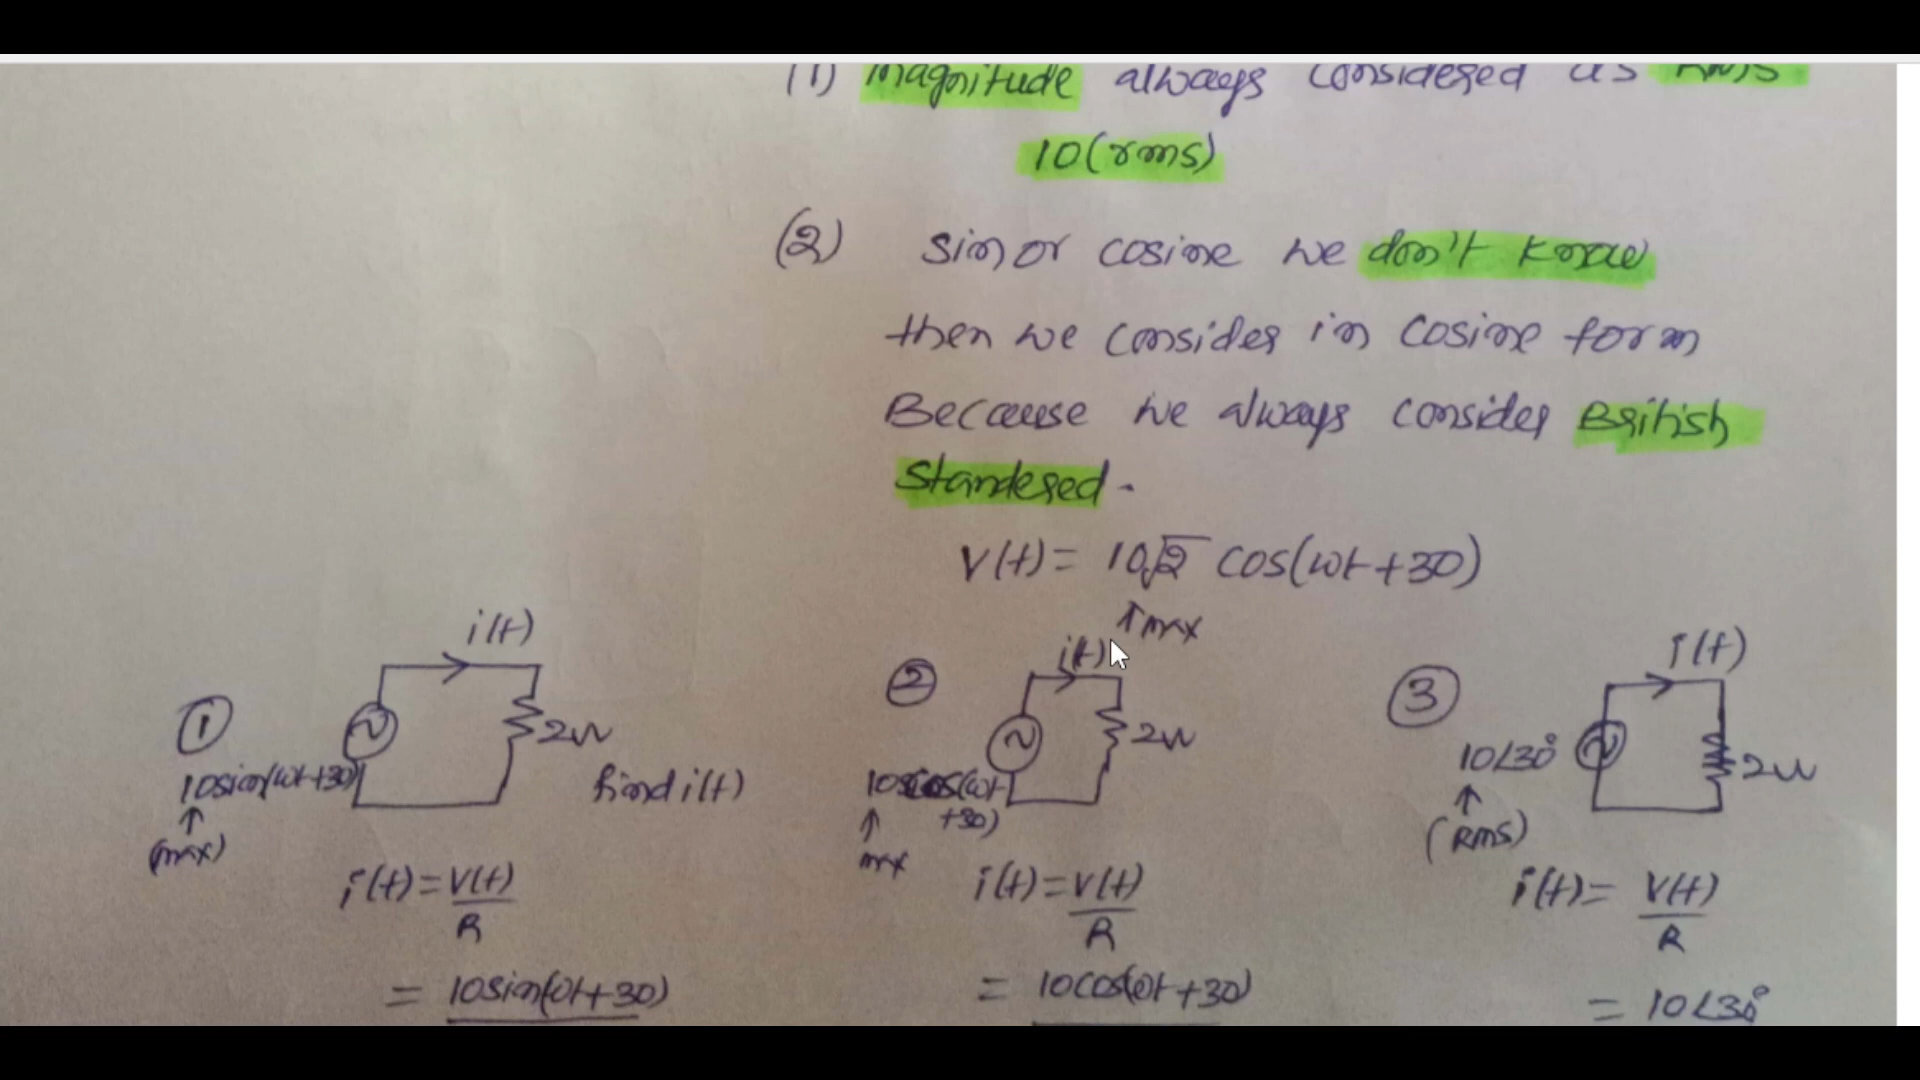 (1) Magnitude always considered as RMS
10(rms)
(2) sin or cosine we don't know
then we consider in cosine form
Because we always consider British
Standered.
V(t) = 10√2 cos(ωt+30)
↑max
① i(t)
2Ω
10sin(ωt+30)
↑
(max)
find i(t)
i(t) = V(t)
R
= 10sin(ωt+30)
② i(t)
2Ω
10cos(ωt
+30)
↑
max
i(t) = V(t)
R
= 10cos(ωt+30)
③ i(t)
10∠30°
2Ω
↑
(RMS)
i(t) = V(t)
R
= 10∠30°